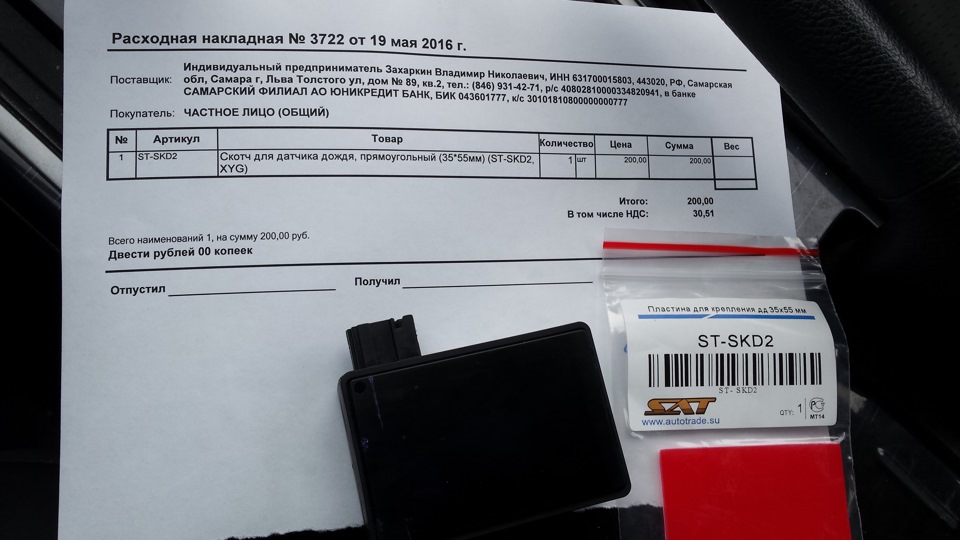 Расходная накладная № 3722 от 19 мая 2016 г.
Поставщик: Индивидуальный предприниматель Захаркин Владимир Николаевич, ИНН 631700015803, 443020, РФ, Самарская
обл, Самара г, Льва Толстого ул, дом № 89, кв.2, тел.: (846) 931-42-71, р/с 40802810000334820941, в банке
САМАРСКИЙ ФИЛИАЛ АО ЮНИКРЕДИТ БАНК, БИК 043601777, к/с 30101810800000000777
Покупатель: ЧАСТНОЕ ЛИЦО (ОБЩИЙ)
№ Артикул Товар Количество Цена Сумма Вес
1 ST-SKD2 Скотч для датчика дождя, прямоугольный (35*55мм) (ST-SKD2, 1 шт 200,00 200,00
XYG)
Итого: 200,00
В том числе НДС: 30,51
Всего наименований 1, на сумму 200,00 руб.
Двести рублей 00 копеек
Отпустил Получил
Пластина для крепления дд 35х55 мм
ST-SKD2
ST- SKD2
SAT
QTY: 1
МТ14
www.autotrade.su